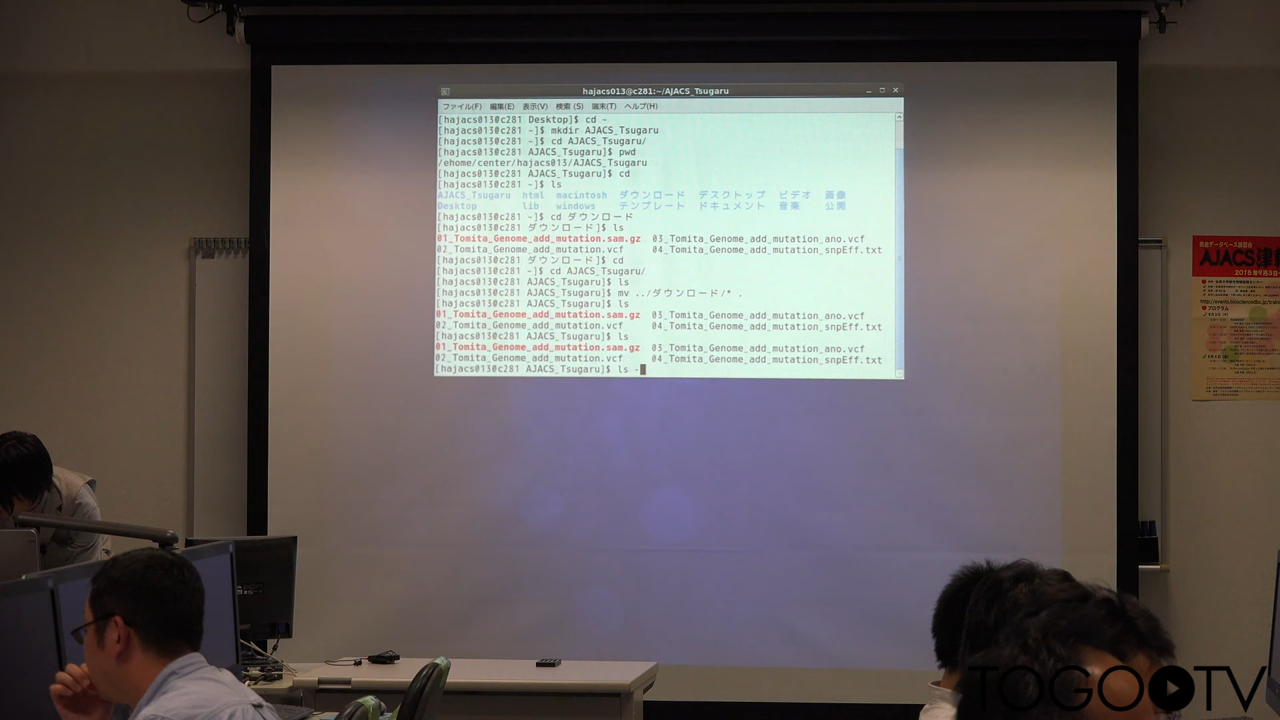 hajacs013@c281:~/AJACS_Tsugaru
ファイル(F) 編集(E) 表示(V) 検索 (S) 端末(T) ヘルプ(H)
[hajacs013@c281 Desktop]$ cd -
[hajacs013@c281 ~]$ mkdir AJACS_Tsugaru
[hajacs013@c281 ~]$ cd AJACS_Tsugaru/
[hajacs013@c281 AJACS_Tsugaru]$ pwd
/ehome/center/hajacs013/AJACS_Tsugaru
[hajacs013@c281 AJACS_Tsugaru]$ cd
[hajacs013@c281 ~]$ ls
AJACS_Tsugaru html macintosh ダウンロード デスクトップ ビデオ 画像
Desktop lib windows テンプレート ドキュメント 音楽 公開
[hajacs013@c281 ~]$ cd ダウンロード
[hajacs013@c281 ダウンロード]$ ls
01_Tomita_Genome_add_mutation.sam.gz 03_Tomita_Genome_add_mutation_ano.vcf
02_Tomita_Genome_add_mutation.vcf 04_Tomita_Genome_add_mutation_snpEff.txt
[hajacs013@c281 ダウンロード]$ cd
[hajacs013@c281 ~]$ cd AJACS_Tsugaru/
[hajacs013@c281 AJACS_Tsugaru]$ ls
[hajacs013@c281 AJACS_Tsugaru]$ mv ../ダウンロード/* .
[hajacs013@c281 AJACS_Tsugaru]$ ls
01_Tomita_Genome_add_mutation.sam.gz 03_Tomita_Genome_add_mutation_ano.vcf
02_Tomita_Genome_add_mutation.vcf 04_Tomita_Genome_add_mutation_snpEff.txt
[hajacs013@c281 AJACS_Tsugaru]$ ls
01_Tomita_Genome_add_mutation.sam.gz 03_Tomita_Genome_add_mutation_ano.vcf
02_Tomita_Genome_add_mutation.vcf 04_Tomita_Genome_add_mutation_snpEff.txt
[hajacs013@c281 AJACS_Tsugaru]$ ls -
AJACS津
プログラム
TOGOTV